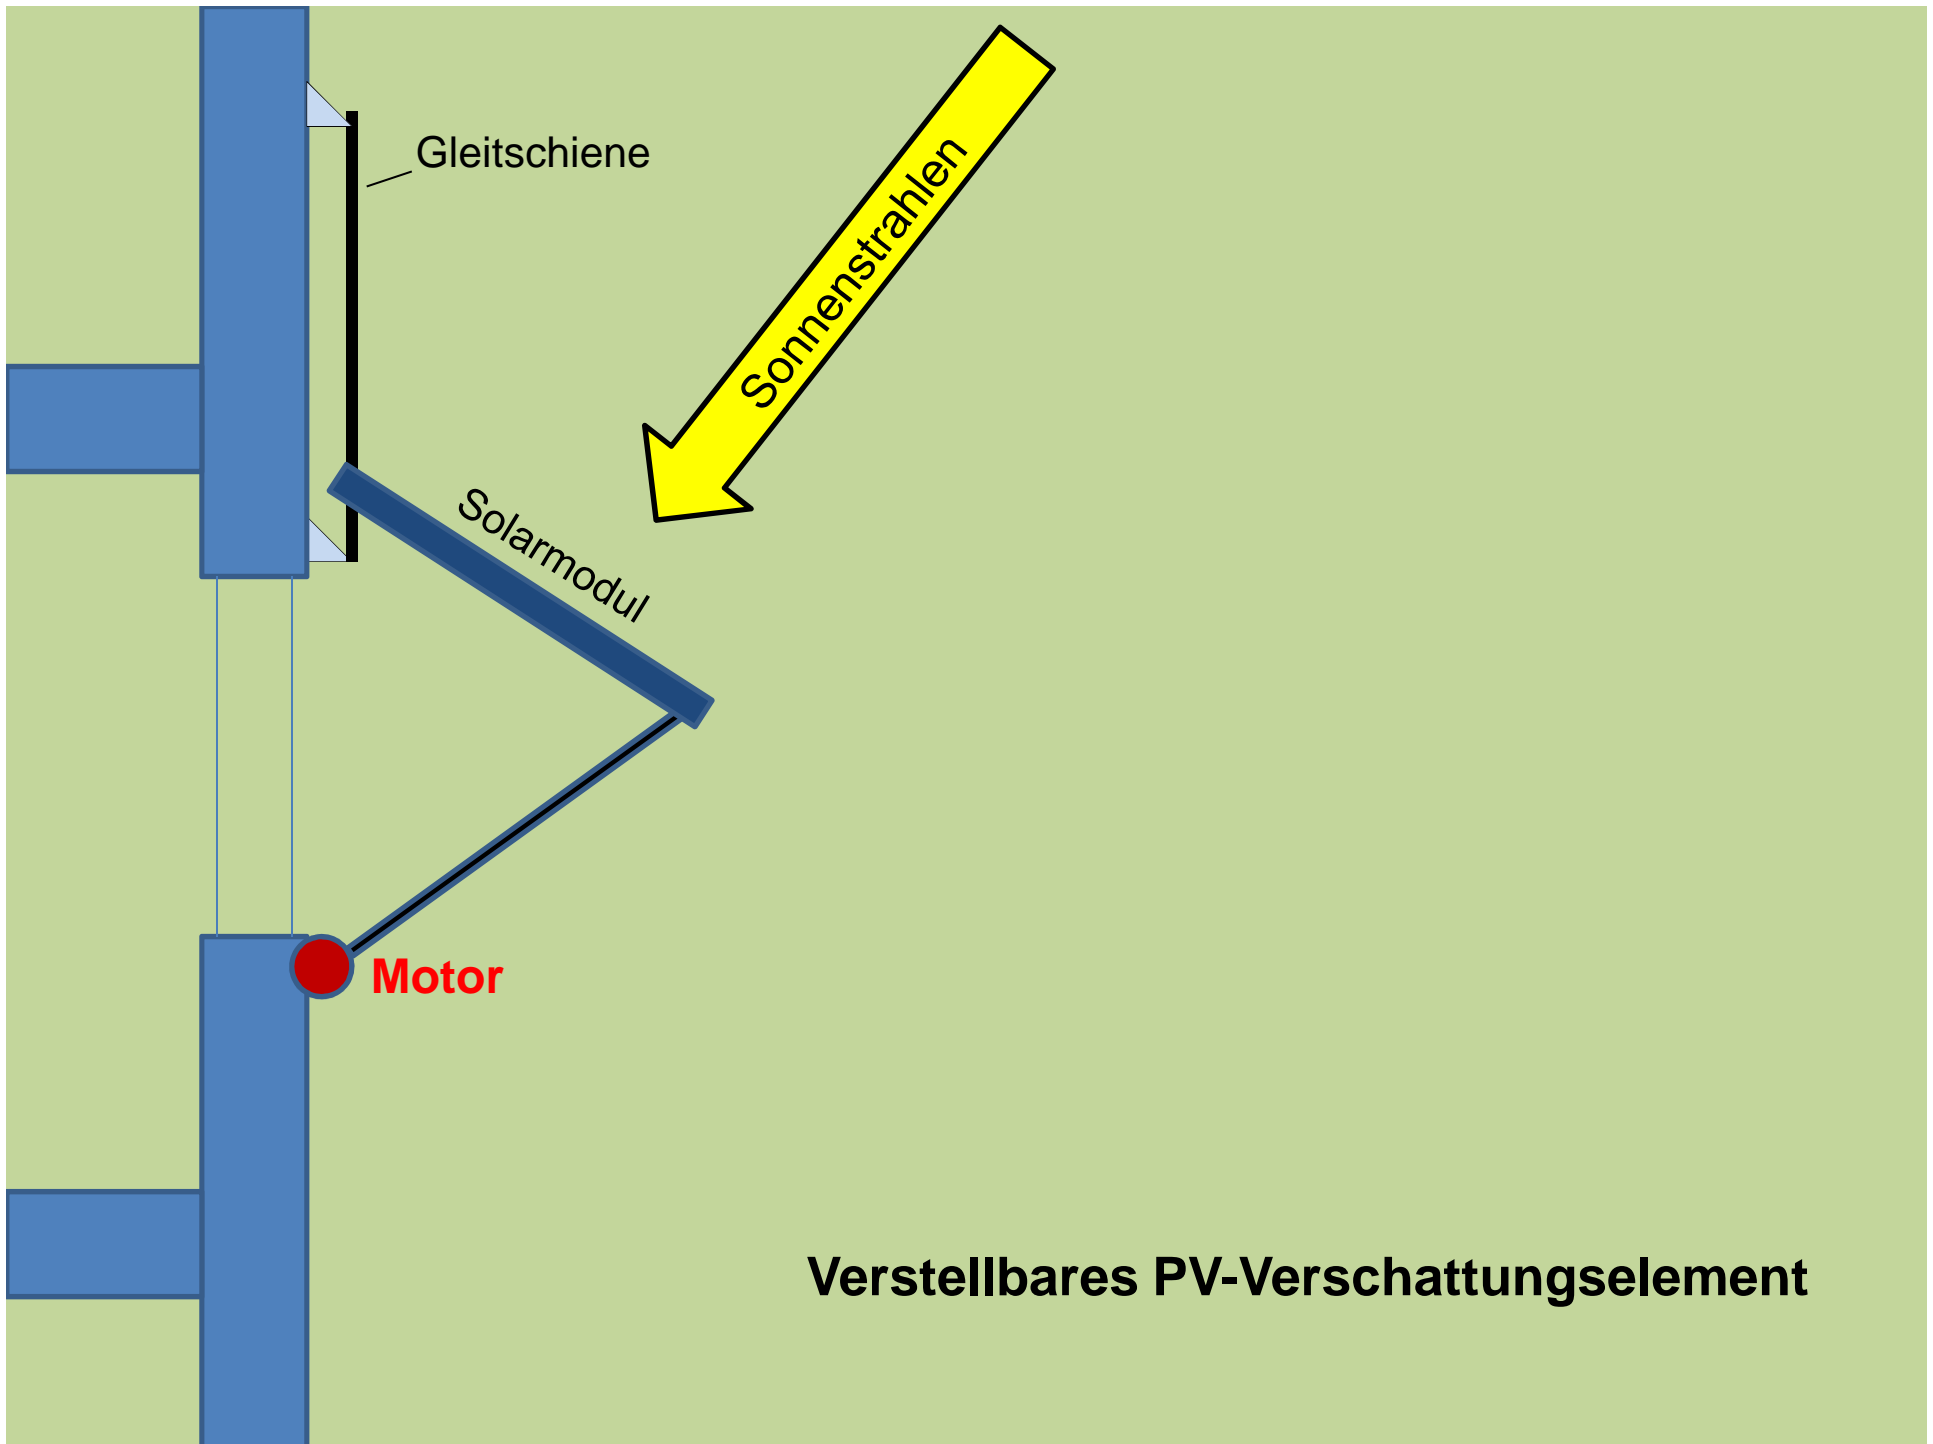 Gleitschiene
Sonnenstrahlen
Solarmodul
Motor
Verstellbares PV-Verschattungselement